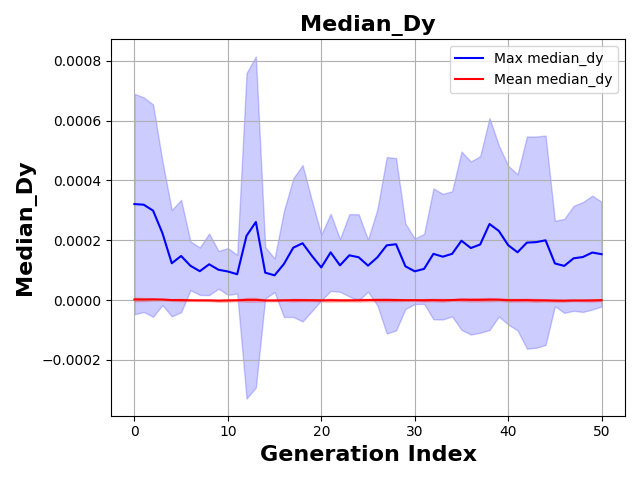 Median_Dy
Max median_dy
Mean median_dy
0.0008
0.0006
0.0004
0.0002
0.0000
−0.0002
Median_Dy
0 10 20 30 40 50
Generation Index